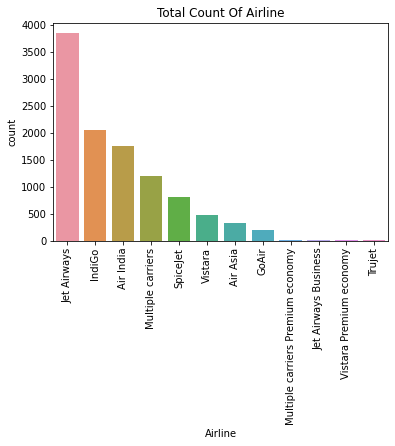 Total Count Of Airline
4000
3500
3000
2500
2000
1500
1000
500
0
count
Jet Airways
IndiGo
Air India
Multiple carriers
SpiceJet
Vistara
Air Asia
GoAir
Multiple carriers Premium economy
Jet Airways Business
Vistara Premium economy
Trujet
Airline